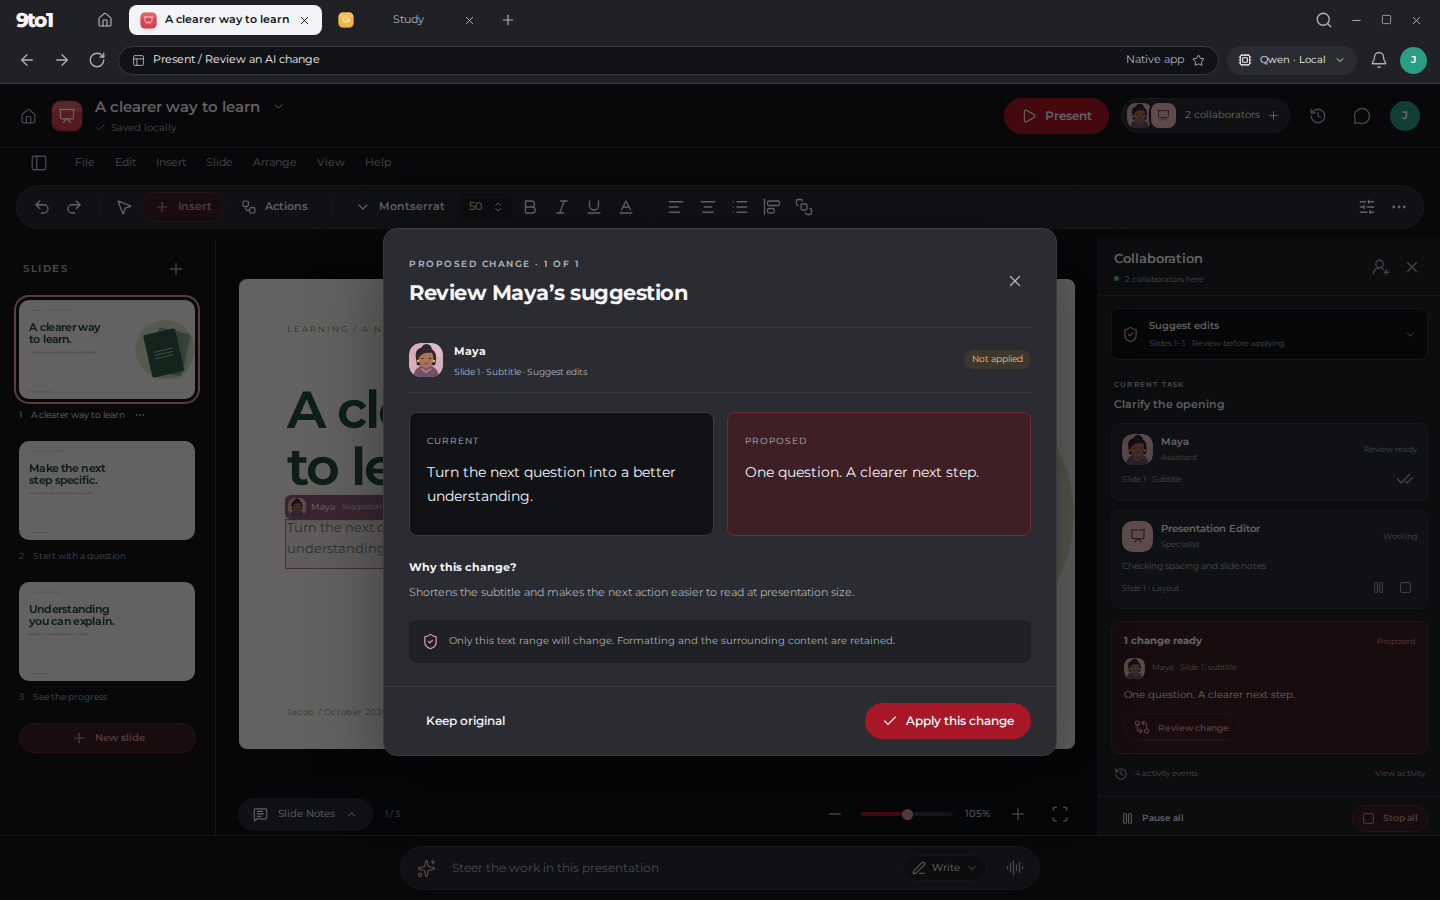 9to1
A clearer way to learn
Study
Present / Review an AI change
Native app
Qwen · Local
J
A clearer way to learn
Saved locally
Present
2 collaborators
J
File Edit Insert Slide Arrange View Help
Insert
Actions
Montserrat
50
SLIDES
A clearer way
to learn.
1 A clearer way to learn
Make the next
step specific.
2 Start with a question
Understanding
you can explain.
3 See the progress
New slide
LEARNING / A N
A cl
to le
Maya Suggestion
Turn the next
understanding
Jacob / October 202
PROPOSED CHANGE · 1 OF 1
Review Maya’s suggestion
Maya
Slide 1 · Subtitle · Suggest edits
Not applied
CURRENT
Turn the next question into a better
understanding.
PROPOSED
One question. A clearer next step.
Why this change?
Shortens the subtitle and makes the next action easier to read at presentation size.
Only this text range will change. Formatting and the surrounding content are retained.
Keep original
Apply this change
Collaboration
2 collaborators here
Suggest edits
Slides 1–3 · Review before applying
CURRENT TASK
Clarify the opening
Maya
Assistant
Review ready
Slide 1 · Subtitle
Presentation Editor
Specialist
Working
Checking spacing and slide notes
Slide 1 · Layout
1 change ready
Proposed
Maya · Slide 1, subtitle
One question. A clearer next step.
Review change
4 activity events
View activity
Pause all
Stop all
Slide Notes
1 / 3
105%
Steer the work in this presentation
Write